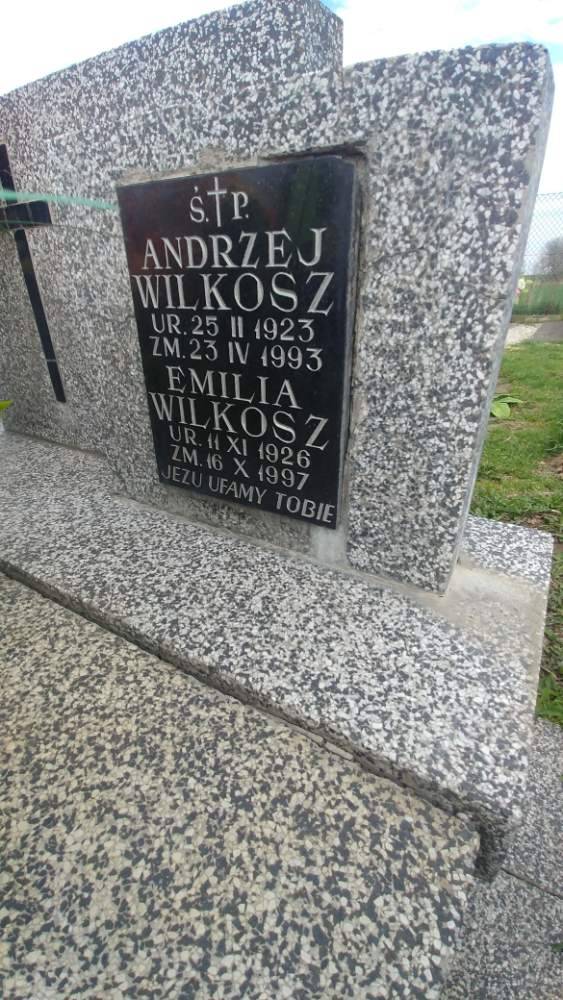 Ś.†P.
ANDRZEJ
WILKOSZ
UR. 25 II 1923
ZM. 23 IV 1993
EMILIA
WILKOSZ
UR. 11 XI 1926
ZM. 16 X 1997
JEZU UFAMY TOBIE